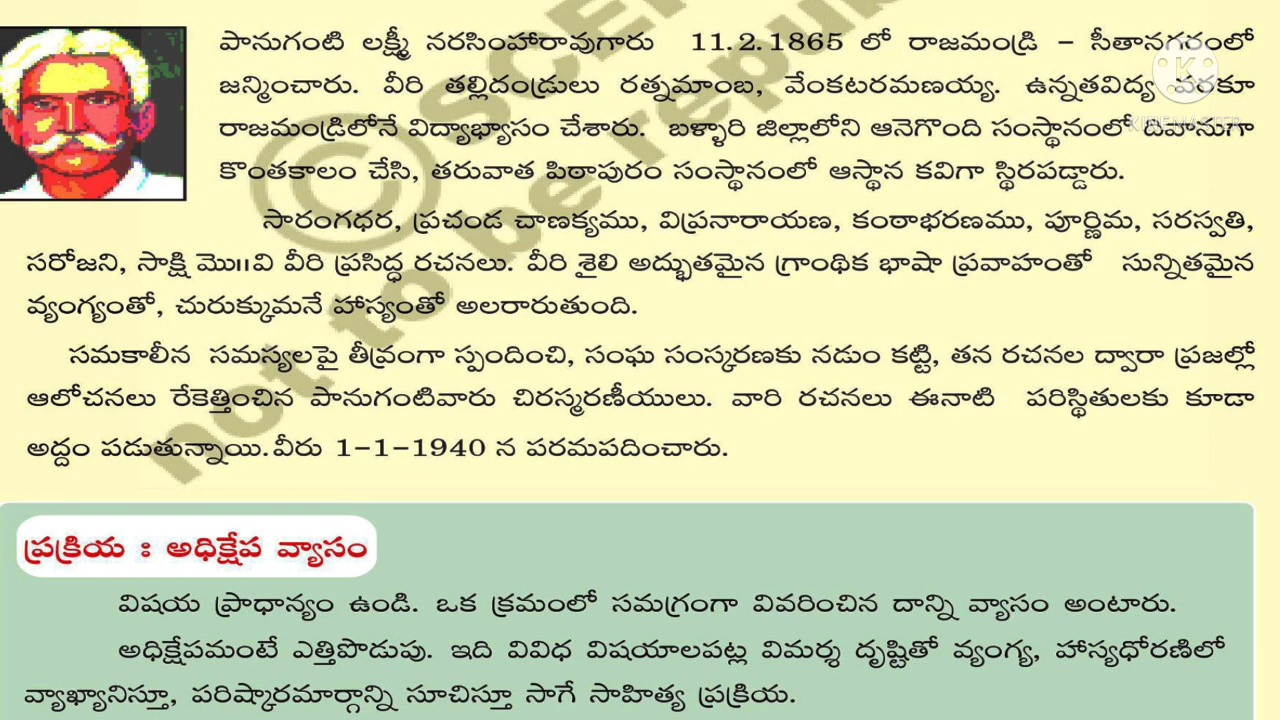 పానుగంటి లక్ష్మీ నరసింహారావుగారు 11.2.1865 లో రాజమండ్రి – సీతానగరంలో
జన్మించారు. వీరి తల్లిదండ్రులు రత్నమాంబ, వేంకటరమణయ్య. ఉన్నతవిద్య వరకూ
రాజమండ్రిలోనే విద్యాభ్యాసం చేశారు. బళ్ళారి జిల్లాలోని ఆనెగొంది సంస్థానంలో దివానుగా
కొంతకాలం చేసి, తరువాత పిఠాపురం సంస్థానంలో ఆస్థాన కవిగా స్థిరపడ్డారు.
సారంగధర, ప్రచండ చాణక్యము, విప్రనారాయణ, కంఠాభరణము, పూర్ణిమ, సరస్వతి,
సరోజని, సాక్షి మొ॥వి వీరి ప్రసిద్ధ రచనలు. వీరి శైలి అద్భుతమైన గ్రాంథిక భాషా ప్రవాహంతో సున్నితమైన
వ్యంగ్యంతో, చురుక్కుమనే హాస్యంతో అలరారుతుంది.
సమకాలీన సమస్యలపై తీవ్రంగా స్పందించి, సంఘ సంస్కరణకు నడుం కట్టి, తన రచనల ద్వారా ప్రజల్లో
ఆలోచనలు రేకెత్తించిన పానుగంటివారు చిరస్మరణీయులు. వారి రచనలు ఈనాటి పరిస్థితులకు కూడా
అద్దం పడుతున్నాయి.వీరు 1–1–1940 న పరమపదించారు.
ప్రక్రియ : అధిక్షేప వ్యాసం
విషయ ప్రాధాన్యం ఉండి. ఒక క్రమంలో సమగ్రంగా వివరించిన దాన్ని వ్యాసం అంటారు.
అధిక్షేపమంటే ఎత్తిపొడుపు. ఇది వివిధ విషయాలపట్ల విమర్శ దృష్టితో వ్యంగ్య, హాస్యధోరణిలో
వ్యాఖ్యానిస్తూ, పరిష్కారమార్గాన్ని సూచిస్తూ సాగే సాహిత్య ప్రక్రియ.
K
KINEMASTER
not to be